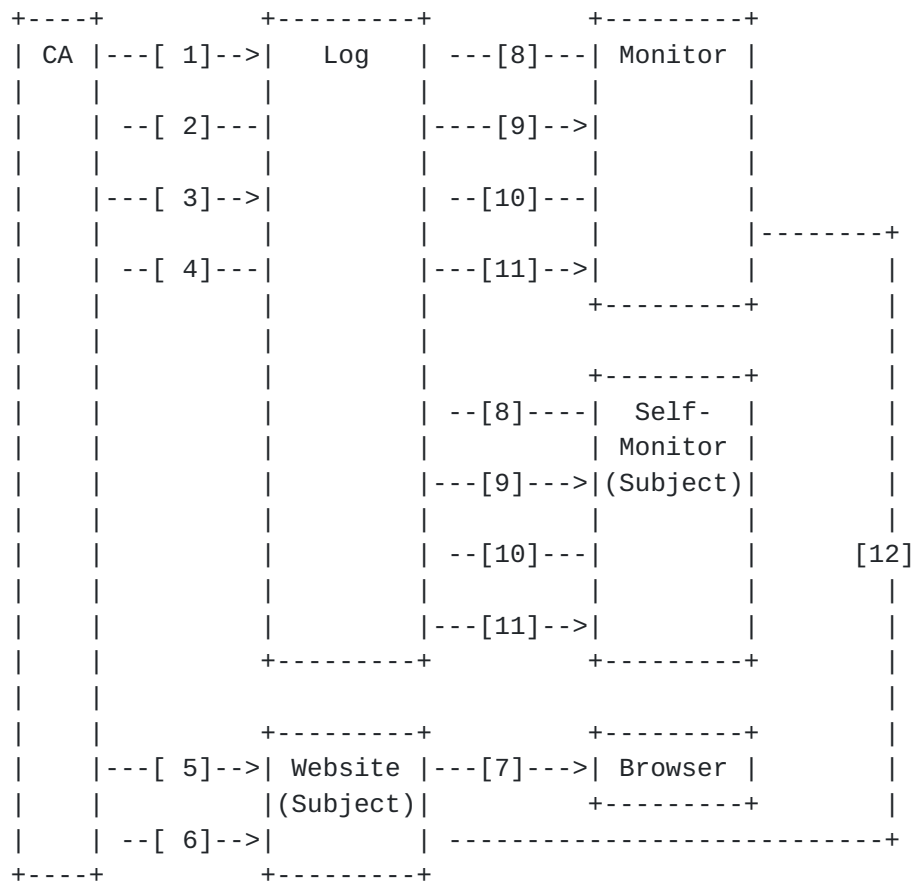 +----+          +---------+          +---------+
| CA |---[ 1]-->|   Log   | ---[8]---| Monitor |
|    |          |         |          |         |
|    | --[ 2]---|         |----[9]-->|         |
|    |          |         |          |         |
|    |---[ 3]-->|         | --[10]---|         |
|    |          |         |          |         |--------+
|    | --[ 4]---|         |---[11]-->|         |        |
|    |          |         |          +---------+        |
|    |          |         |                             |
|    |          |         |          +---------+        |
|    |          |         | --[8]----|  Self-  |        |
|    |          |         |          | Monitor |        |
|    |          |         |---[9]--->|(Subject)|        |
|    |          |         |          |         |        |
|    |          |         | --[10]---|         |      [12]
|    |          |         |          |         |        |
|    |          |         |---[11]-->|         |        |
|    |          +---------+          +---------+        |
|    |                                                  |
|    |          +---------+          +---------+        |
|    |---[ 5]-->| Website |---[7]--->| Browser |        |
|    |          |(Subject)|          +---------+        |
|    | --[ 6]-->|         | ----------------------------+
+----+          +---------+